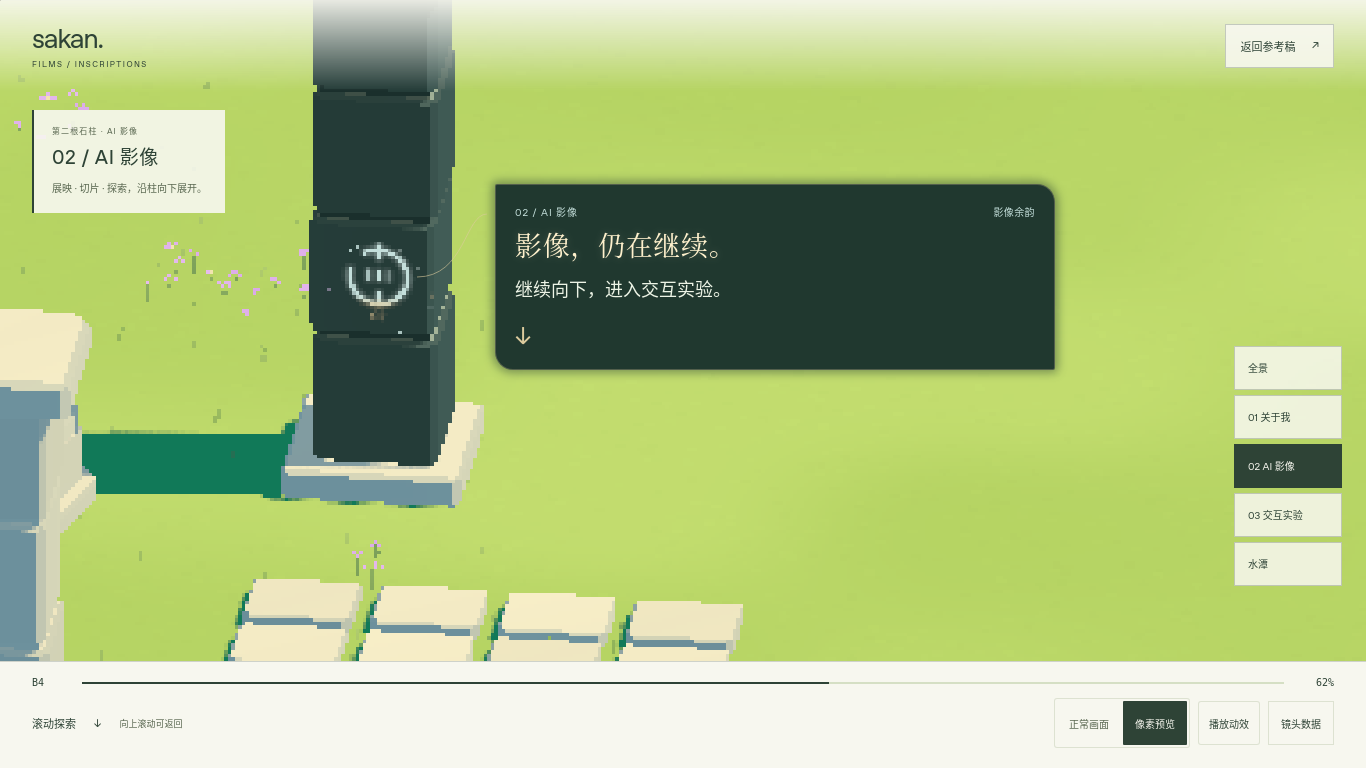 sakan.
FILMS / INSCRIPTIONS
返回参考稿 ↗
第二根石柱 · AI 影像
02 / AI 影像
展映 · 切片 · 探索，沿柱向下展开。
02 / AI 影像
影像余韵
影像，仍在继续。
继续向下，进入交互实验。
↓
全景
01 关于我
02 AI 影像
03 交互实验
水潭
B4
62%
滚动探索 ↓ 向上滚动可返回
正常画面
像素预览
播放动效
镜头数据